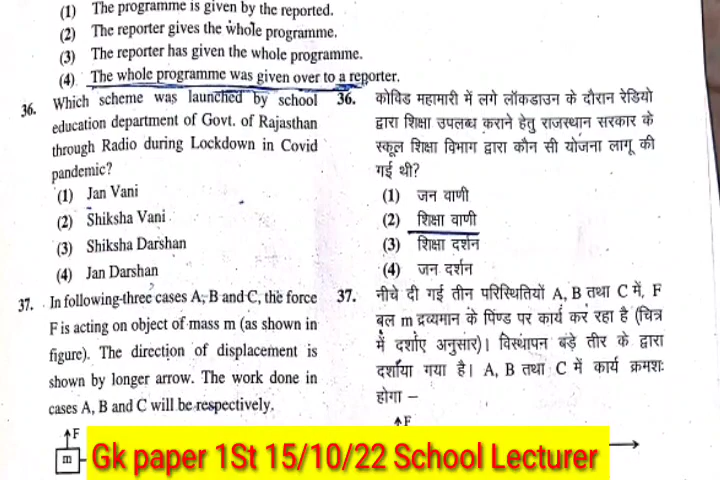 (1) The programme is given by the reported.
(2) The reporter gives the whole programme.
(3) The reporter has given the whole programme.
(4) The whole programme was given over to a reporter.
36. Which scheme was launched by school
education department of Govt. of Rajasthan
through Radio during Lockdown in Covid
pandemic?
(1) Jan Vani
(2) Shiksha Vani
(3) Shiksha Darshan
(4) Jan Darshan
37. In following three cases A, B and C, the force
F is acting on object of mass m (as shown in
figure). The direction of displacement is
shown by longer arrow. The work done in
cases A, B and C will be respectively.
F
m
36. कोविड महामारी में लगे लॉकडाउन के दौरान रेडियो
द्वारा शिक्षा उपलब्ध कराने हेतु राजस्थान सरकार के
स्कूल शिक्षा विभाग द्वारा कौन सी योजना लागू की
गई थी?
(1) जन वाणी
(2) शिक्षा वाणी
(3) शिक्षा दर्शन
(4) जन दर्शन
37. नीचे दी गई तीन परिस्थितियों A, B तथा C में, F
बल m द्रव्यमान के पिण्ड पर कार्य कर रहा है (चित्र
में दर्शाए अनुसार)। विस्थापन बड़े तीर के द्वारा
दर्शाया गया है। A, B तथा C में कार्य क्रमशः
होगा –
F
Gk paper 1St 15/10/22 School Lecturer